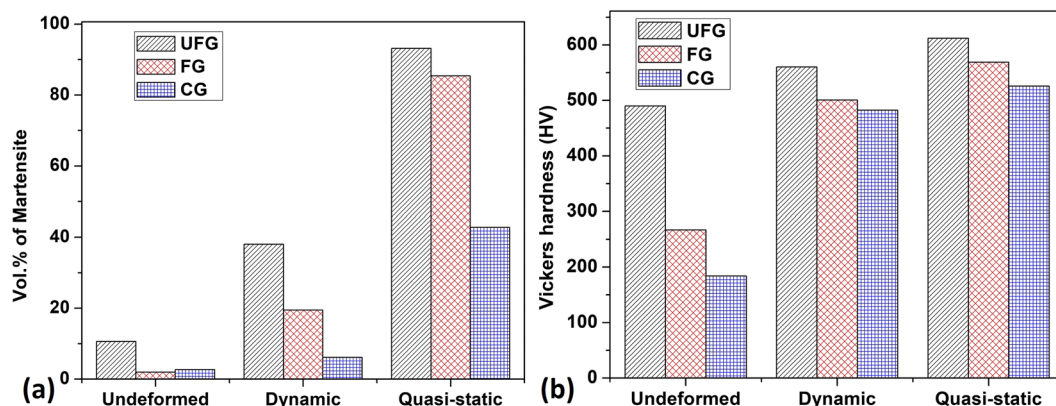 100
80
60
40
20
0
Vol.% of Martensite
UFG
FG
CG
Undeformed Dynamic Quasi-static
(a)
600
500
400
300
200
100
0
Vickers hardness (HV)
UFG
FG
CG
Undeformed Dynamic Quasi-static
(b)